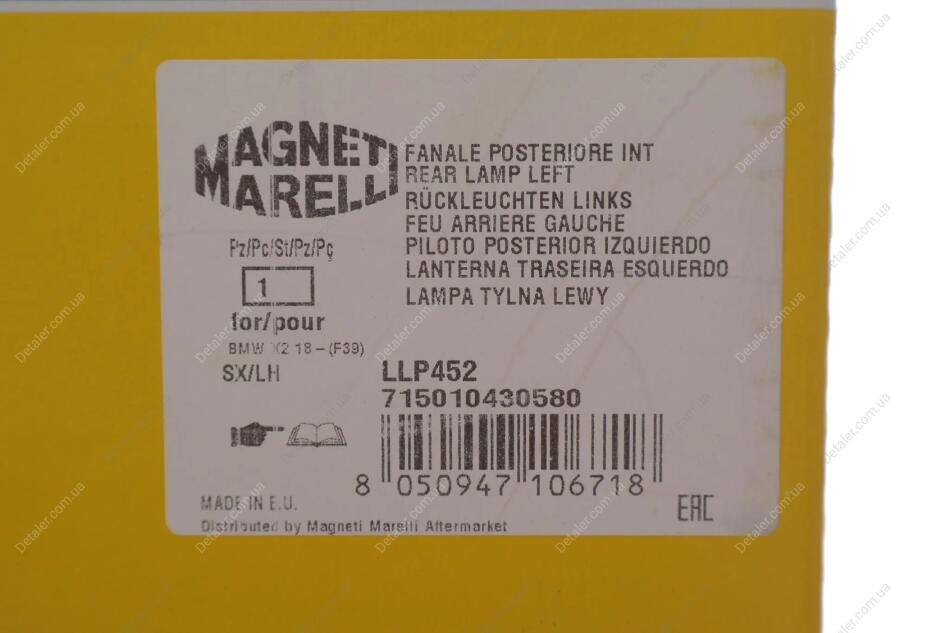 MAGNETI
MARELLI
FANALE POSTERIORE INT
REAR LAMP LEFT
RÜCKLEUCHTEN LINKS
FEU ARRIERE GAUCHE
PILOTO POSTERIOR IZQUIERDO
LANTERNA TRASEIRA ESQUERDO
LAMPA TYLNA LEWY
Pz/Pc/St/Pz/Pç
1
for/pour
BMW X2 18-(F39)
SX/LH
LLP452
715010430580
8 050947 106718
MADE IN E.U.
Distributed by Magneti Marelli Aftermarket
EAC
Detaler.com.ua